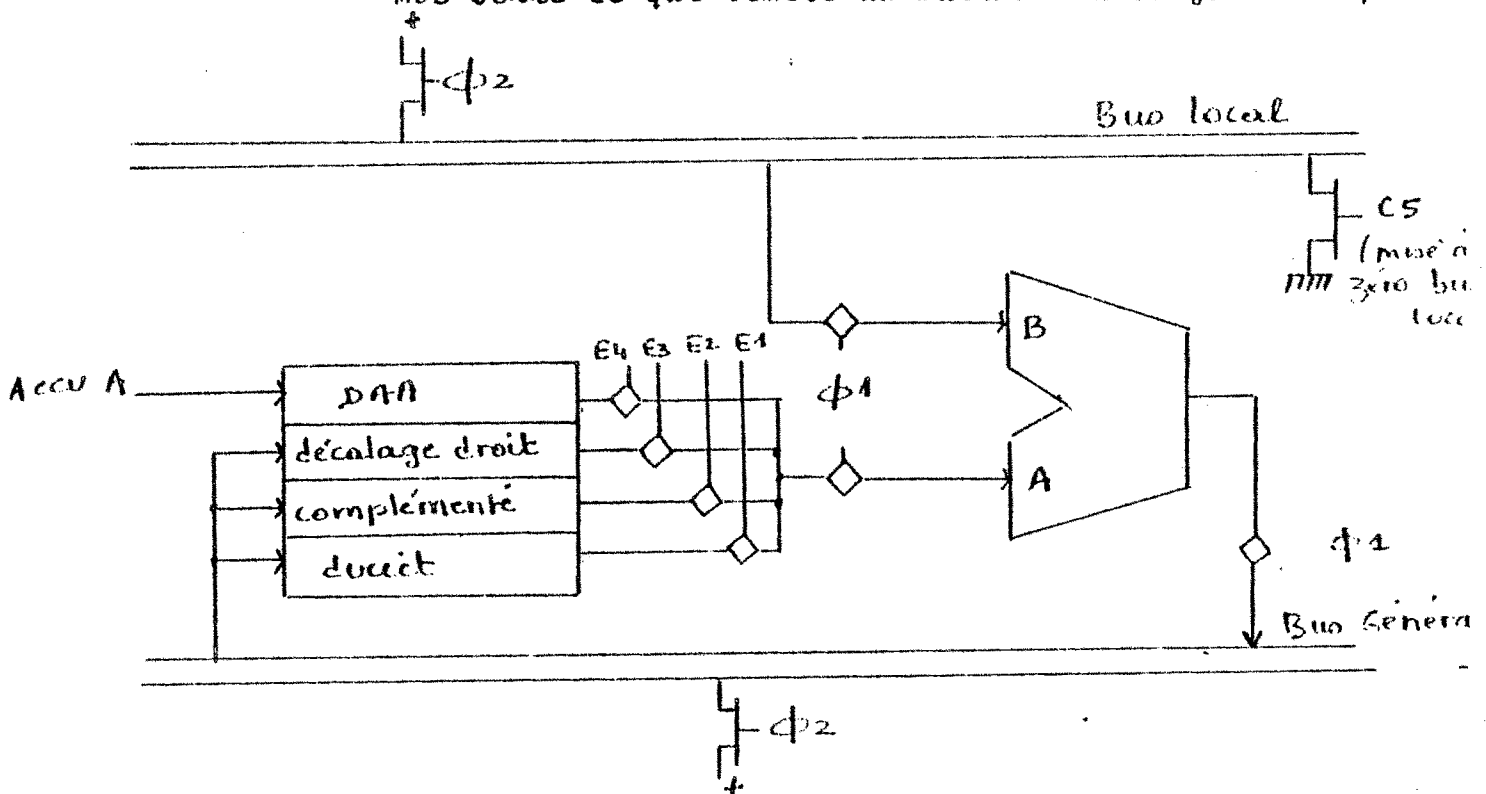 +
Φ2
Bus local
C5
(mise à
zéro bu
loca
E4 E3 E2 E1
Accu A
DAA
décalage droit
complémenté
direct
B
Φ1
A
Φ1
Bus Généra
Φ2
+